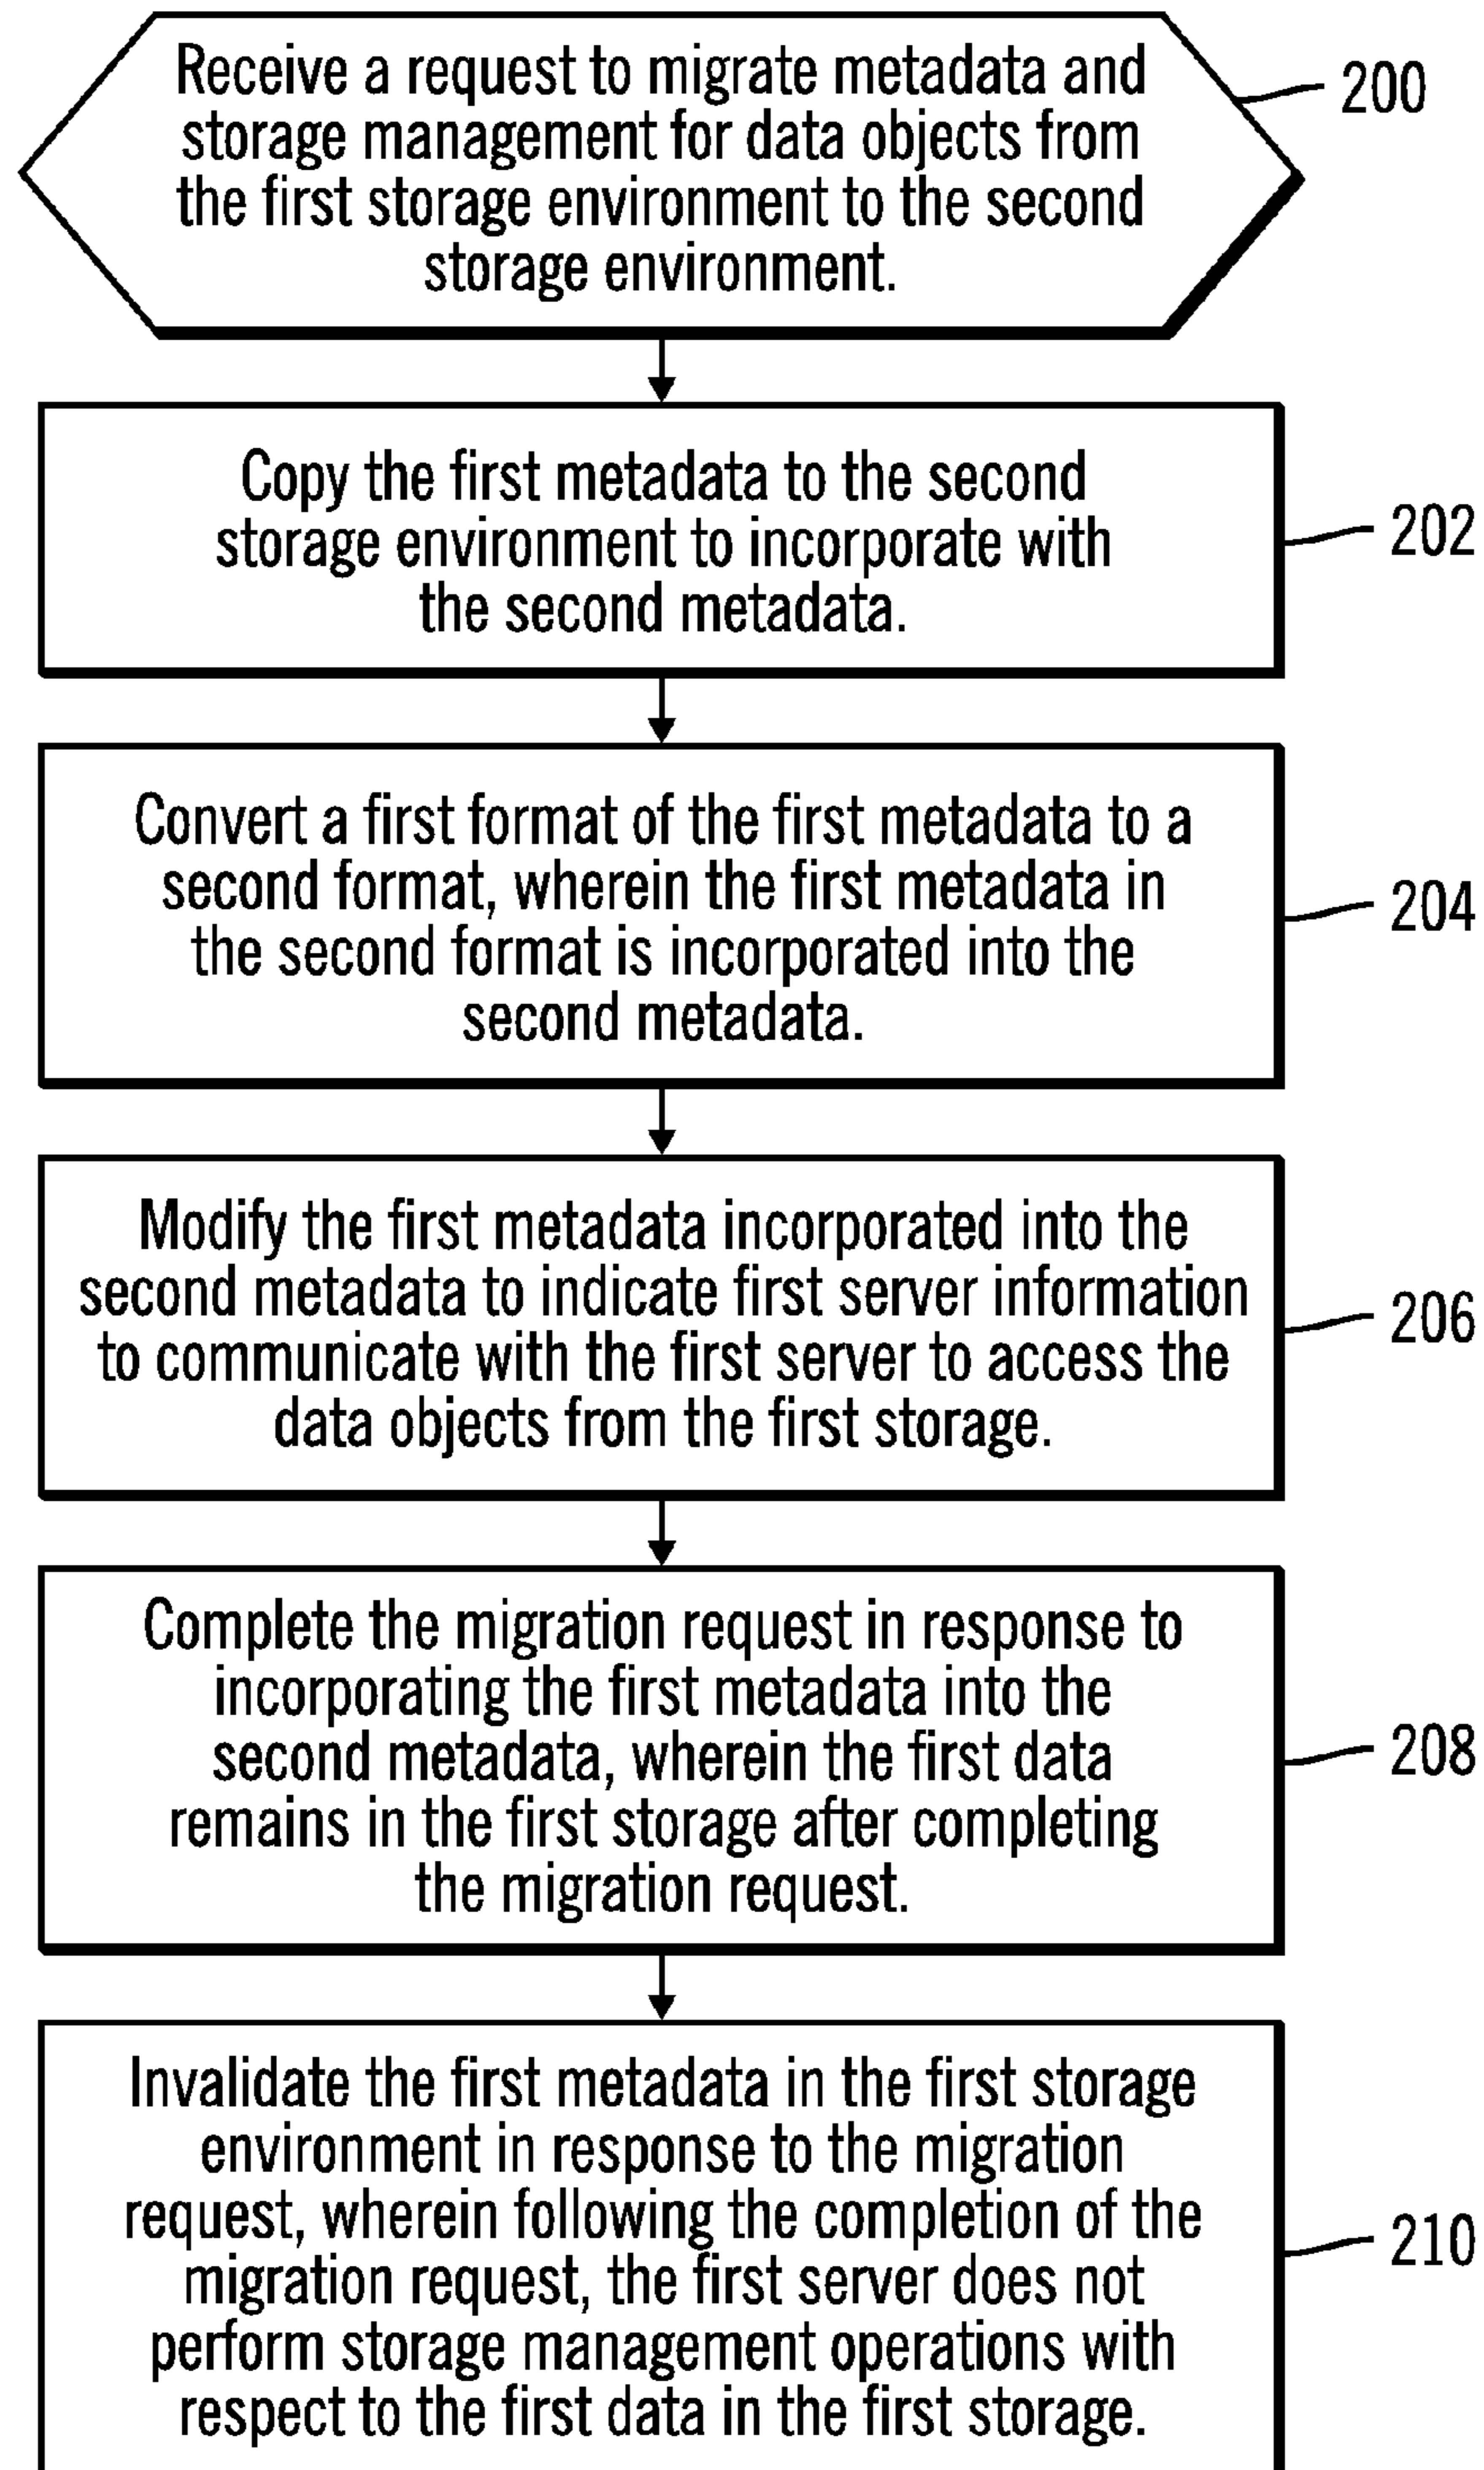 Receive a request to migrate metadata and
storage management for data objects from
the first storage environment to the second
storage environment.
200
Copy the first metadata to the second
storage environment to incorporate with
the second metadata.
202
Convert a first format of the first metadata to a
second format, wherein the first metadata in
the second format is incorporated into the
second metadata.
204
Modify the first metadata incorporated into the
second metadata to indicate first server information
to communicate with the first server to access the
data objects from the first storage.
206
Complete the migration request in response to
incorporating the first metadata into the
second metadata, wherein the first data
remains in the first storage after completing
the migration request.
208
Invalidate the first metadata in the first storage
environment in response to the migration
request, wherein following the completion of the
migration request, the first server does not
perform storage management operations with
respect to the first data in the first storage.
210